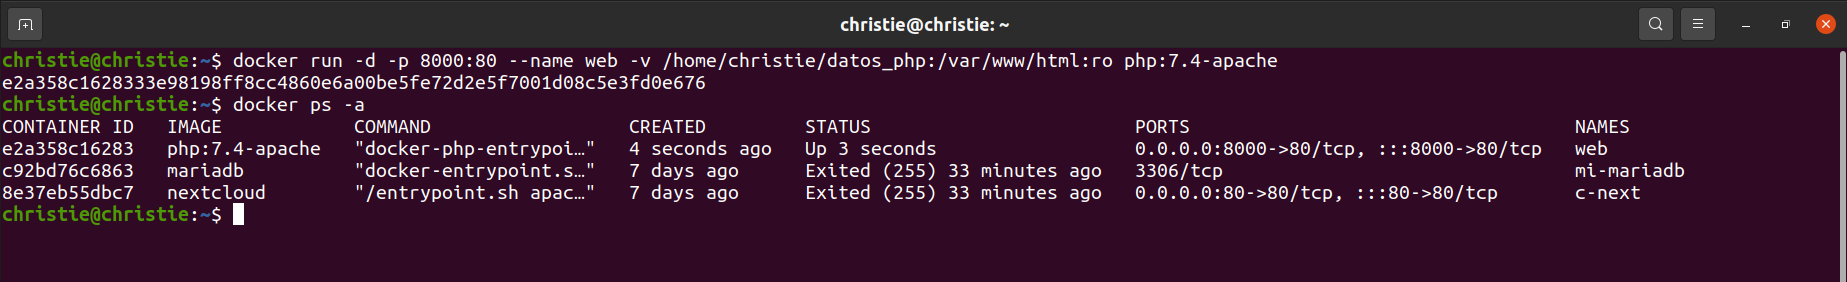 christie@christie: ~
christie@christie:~$ docker run -d -p 8000:80 --name web -v /home/christie/datos_php:/var/www/html:ro php:7.4-apache
e2a358c1628333e98198ff8cc4860e6a00be5fe72d2e5f7001d08c5e3fd0e676
christie@christie:~$ docker ps -a
CONTAINER ID   IMAGE            COMMAND                  CREATED         STATUS                        PORTS                                   NAMES
e2a358c16283   php:7.4-apache   "docker-php-entrypoi…"   4 seconds ago   Up 3 seconds                  0.0.0.0:8000->80/tcp, :::8000->80/tcp   web
c92bd76c6863   mariadb          "docker-entrypoint.s…"   7 days ago      Exited (255) 33 minutes ago   3306/tcp                                mi-mariadb
8e37eb55dbc7   nextcloud        "/entrypoint.sh apac…"   7 days ago      Exited (255) 33 minutes ago   0.0.0.0:80->80/tcp, :::80->80/tcp       c-next
christie@christie:~$